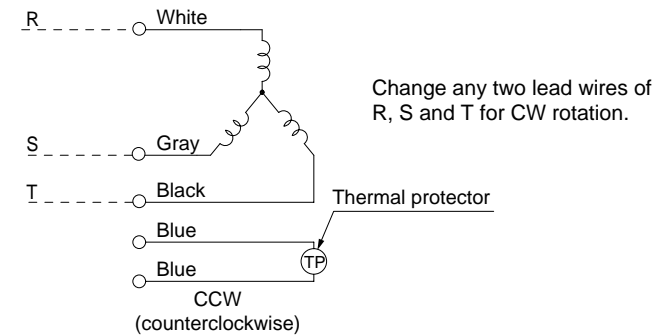 R
White
Change any two lead wires of
R, S and T for CW rotation.
S
Gray
T
Black
Thermal protector
Blue
TP
Blue
CCW
(counterclockwise)